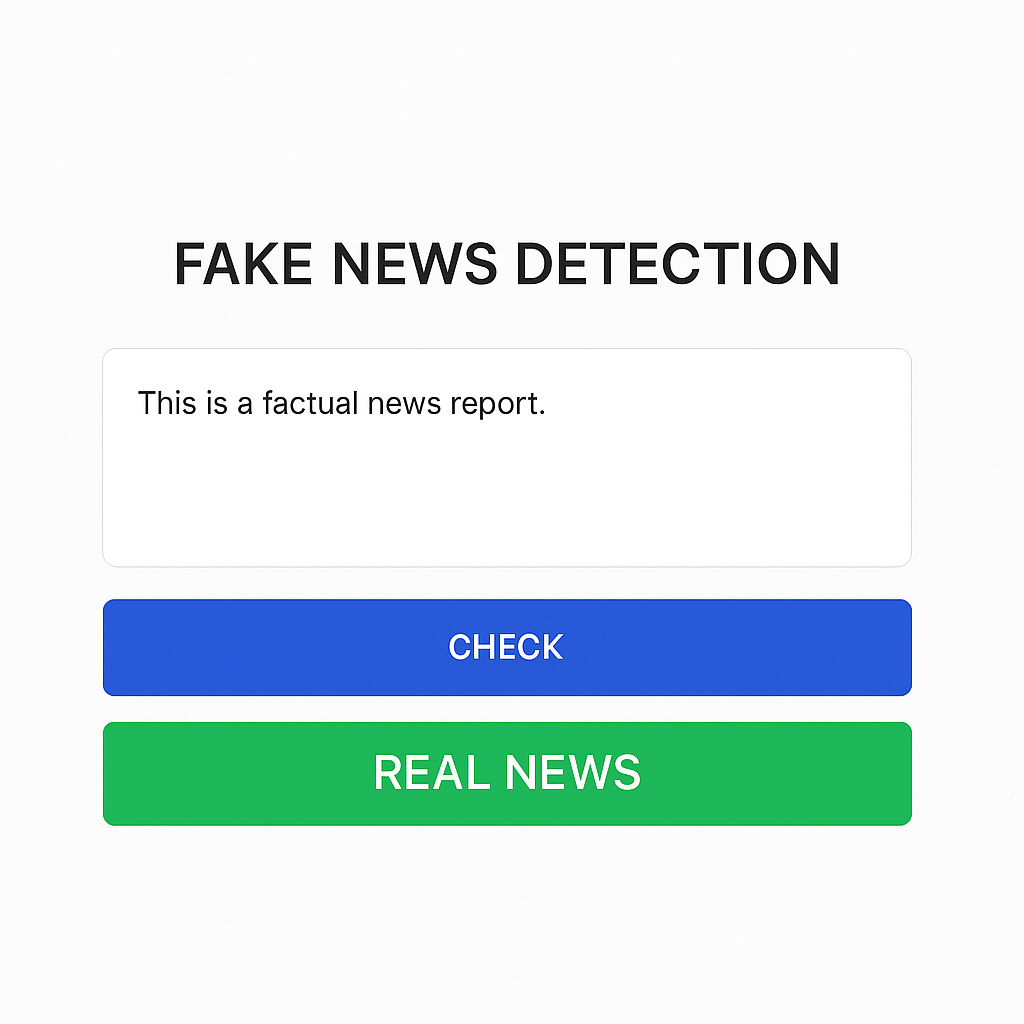 FAKE NEWS DETECTION
This is a factual news report.
CHECK
REAL NEWS